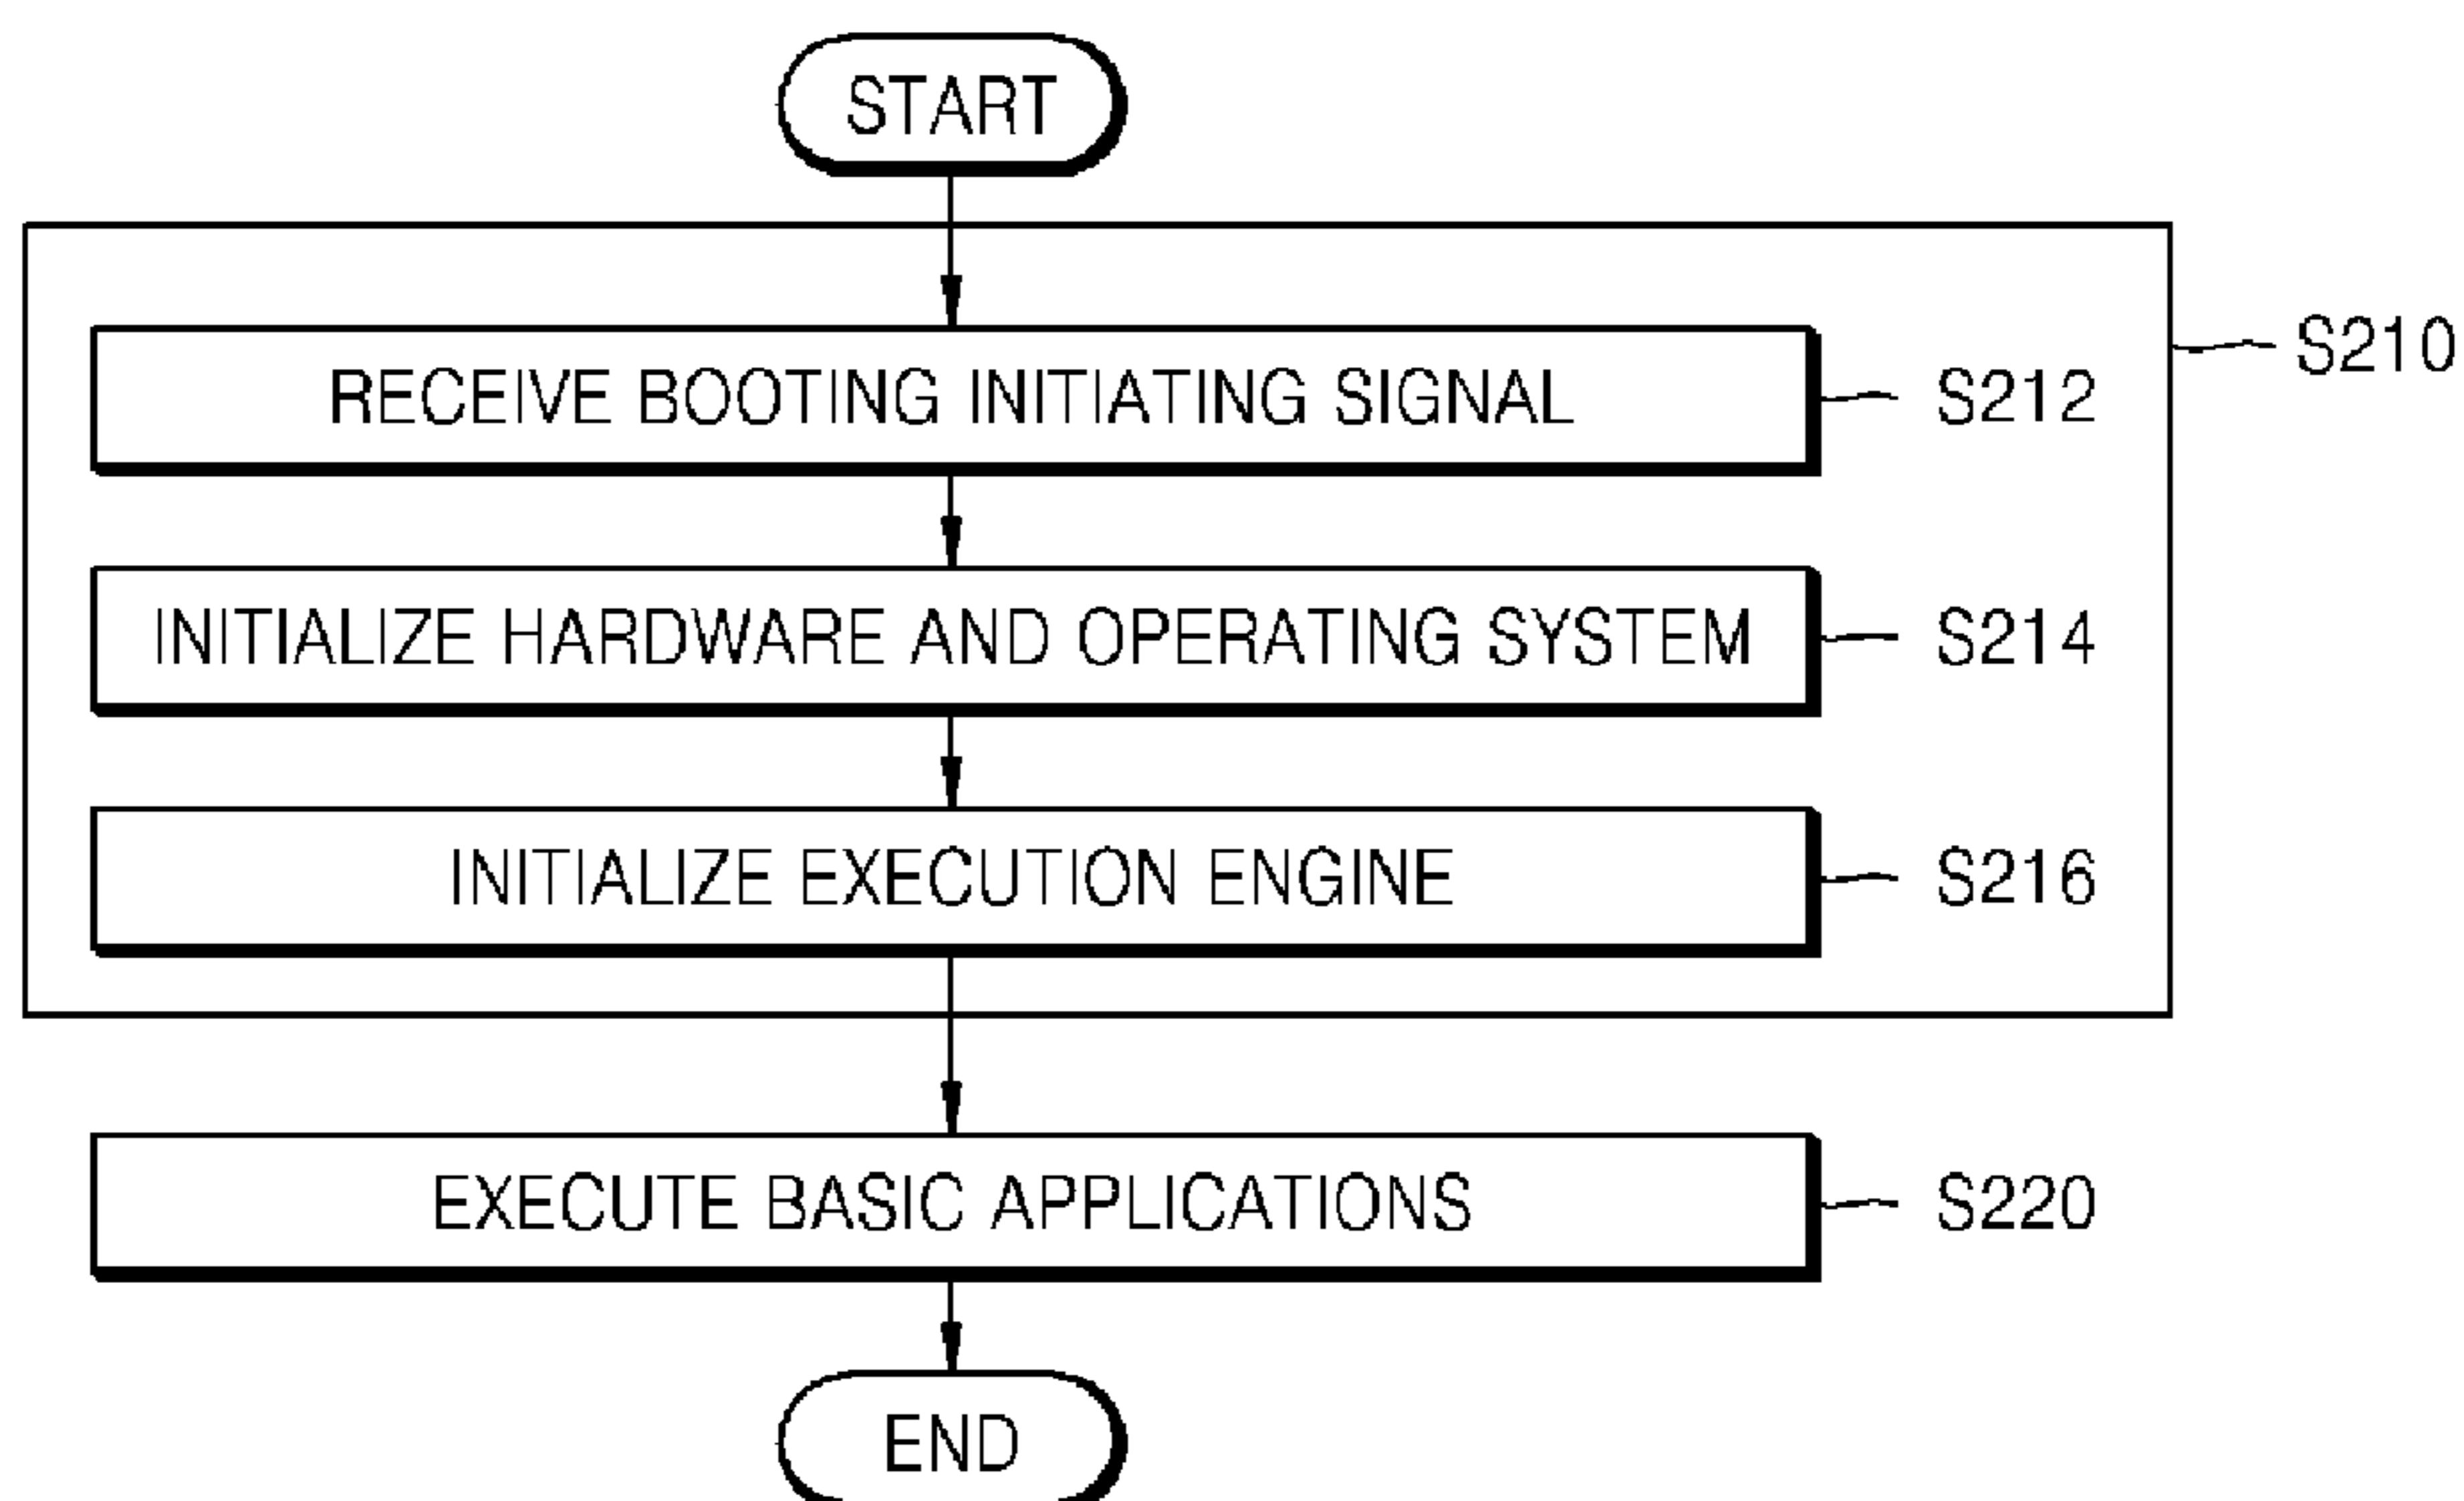 START
S210
RECEIVE BOOTING INITIATING SIGNAL S212
INITIALIZE HARDWARE AND OPERATING SYSTEM S214
INITIALIZE EXECUTION ENGINE S216
EXECUTE BASIC APPLICATIONS S220
END